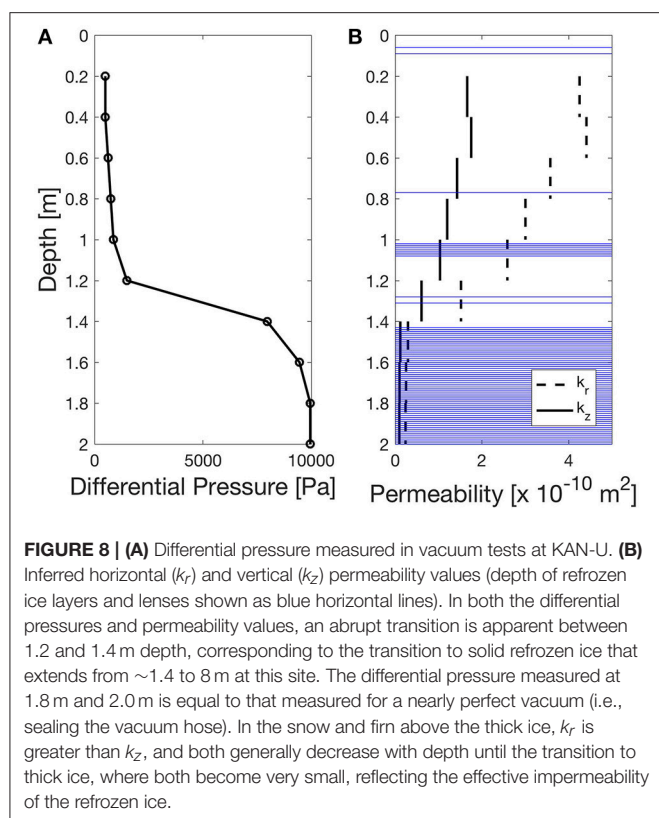 A
B
0
0.2
0.4
0.6
0.8
1
1.2
1.4
1.6
1.8
2
Depth [m]
0
5000
10000
Differential Pressure [Pa]
0
0.2
0.4
0.6
0.8
1
1.2
1.4
1.6
1.8
2
k_r
k_z
0
2
4
Permeability [x 10^-10 m^2]
FIGURE 8 | (A) Differential pressure measured in vacuum tests at KAN-U. (B)
Inferred horizontal (k_r) and vertical (k_z) permeability values (depth of refrozen
ice layers and lenses shown as blue horizontal lines). In both the differential
pressures and permeability values, an abrupt transition is apparent between
1.2 and 1.4 m depth, corresponding to the transition to solid refrozen ice that
extends from ~1.4 to 8 m at this site. The differential pressure measured at
1.8 m and 2.0 m is equal to that measured for a nearly perfect vacuum (i.e.,
sealing the vacuum hose). In the snow and firn above the thick ice, k_r is
greater than k_z, and both generally decrease with depth until the transition to
thick ice, where both become very small, reflecting the effective impermeability
of the refrozen ice.